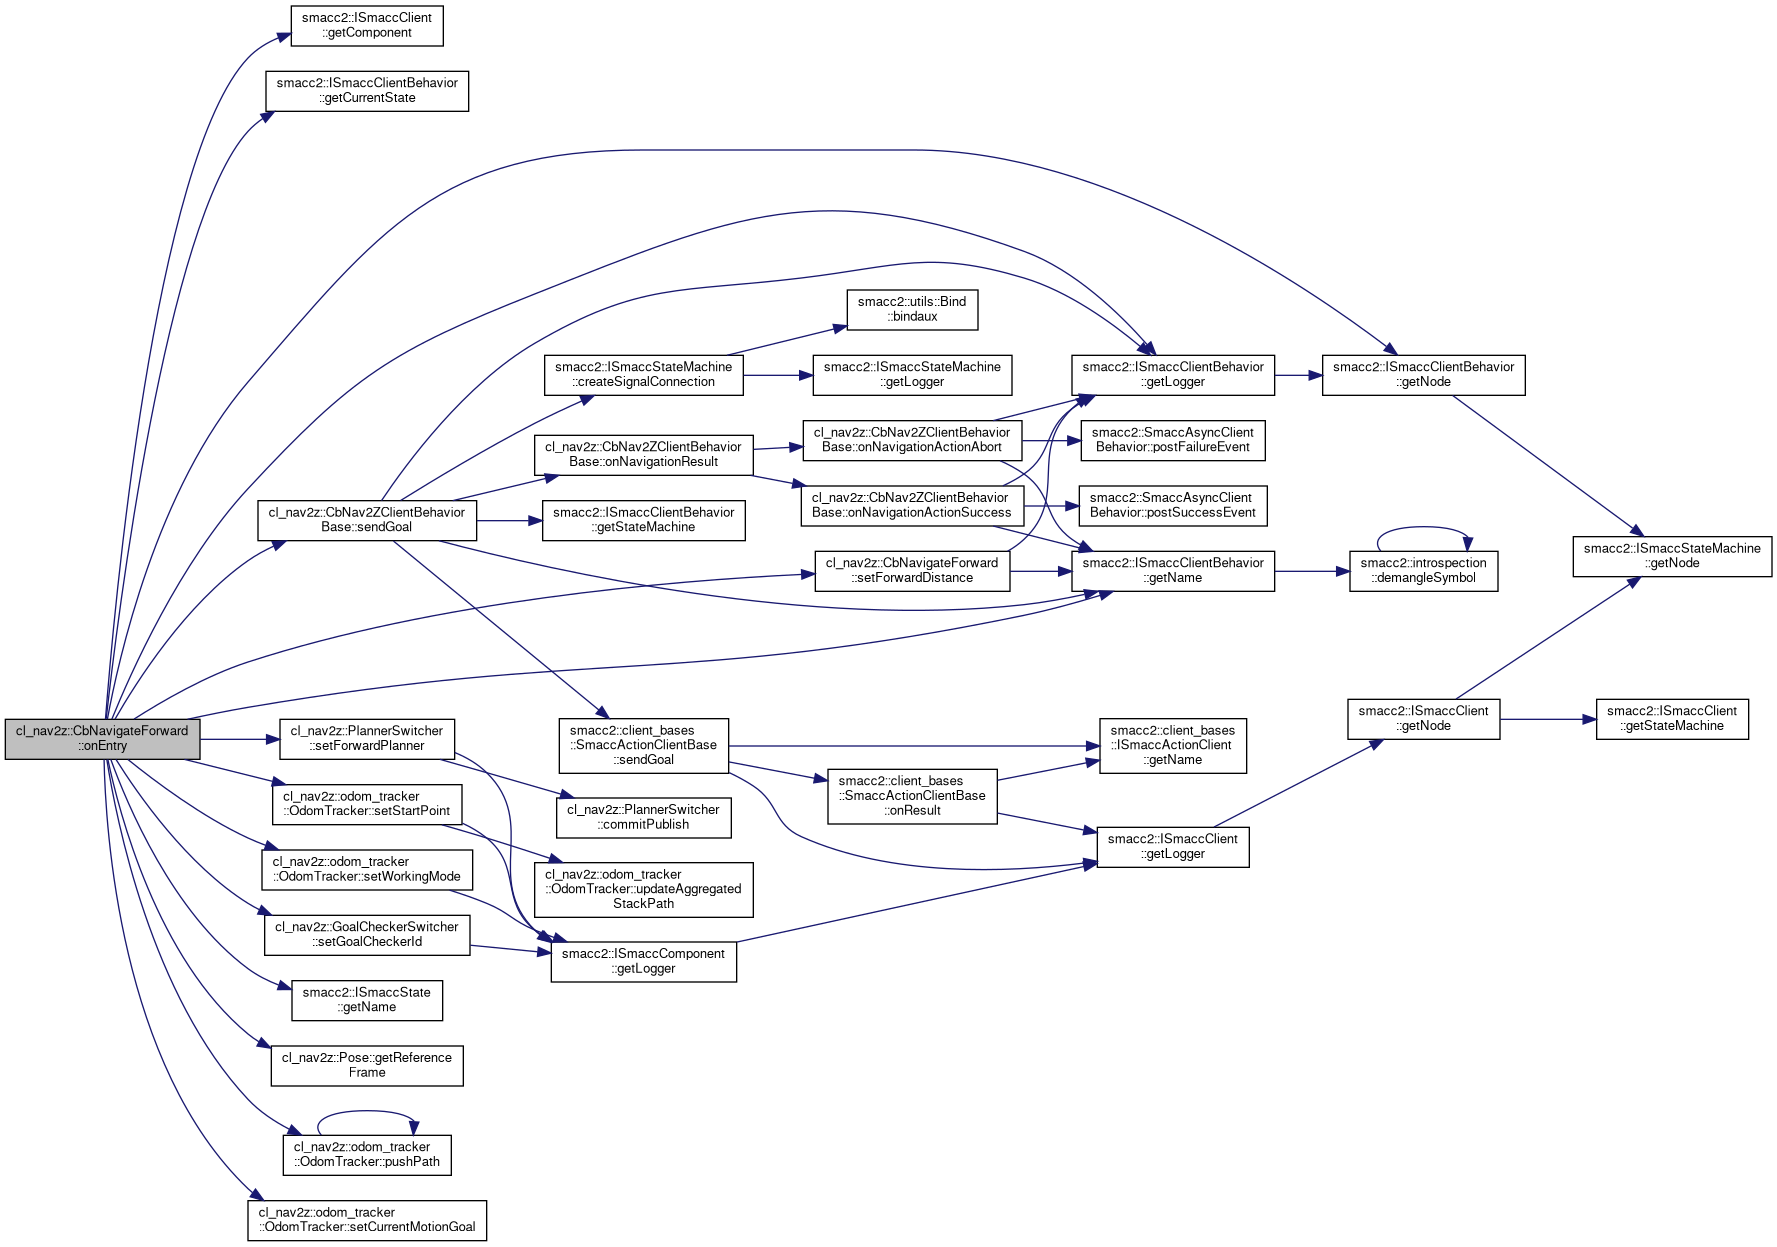 smacc2::ISmaccClient
::getComponent
smacc2::ISmaccClientBehavior
::getCurrentState
smacc2::utils::Bind
::bindaux
smacc2::ISmaccStateMachine
::createSignalConnection
smacc2::ISmaccStateMachine
::getLogger
smacc2::ISmaccClientBehavior
::getLogger
smacc2::ISmaccClientBehavior
::getNode
cl_nav2z::CbNav2ZClientBehavior
Base::onNavigationResult
cl_nav2z::CbNav2ZClientBehavior
Base::onNavigationActionAbort
smacc2::SmaccAsyncClient
Behavior::postFailureEvent
cl_nav2z::CbNav2ZClientBehavior
Base::sendGoal
smacc2::ISmaccClientBehavior
::getStateMachine
cl_nav2z::CbNav2ZClientBehavior
Base::onNavigationActionSuccess
smacc2::SmaccAsyncClient
Behavior::postSuccessEvent
cl_nav2z::CbNavigateForward
::setForwardDistance
smacc2::ISmaccClientBehavior
::getName
smacc2::introspection
::demangleSymbol
smacc2::ISmaccStateMachine
::getNode
cl_nav2z::CbNavigateForward
::onEntry
cl_nav2z::PlannerSwitcher
::setForwardPlanner
smacc2::client_bases
::SmaccActionClientBase
::sendGoal
smacc2::client_bases
::ISmaccActionClient
::getName
smacc2::ISmaccClient
::getNode
smacc2::ISmaccClient
::getStateMachine
cl_nav2z::odom_tracker
::OdomTracker::setStartPoint
cl_nav2z::PlannerSwitcher
::commitPublish
smacc2::client_bases
::SmaccActionClientBase
::onResult
smacc2::ISmaccClient
::getLogger
cl_nav2z::odom_tracker
::OdomTracker::setWorkingMode
cl_nav2z::odom_tracker
::OdomTracker::updateAggregated
StackPath
cl_nav2z::GoalCheckerSwitcher
::setGoalCheckerId
smacc2::ISmaccComponent
::getLogger
smacc2::ISmaccState
::getName
cl_nav2z::Pose::getReference
Frame
cl_nav2z::odom_tracker
::OdomTracker::pushPath
cl_nav2z::odom_tracker
::OdomTracker::setCurrentMotionGoal